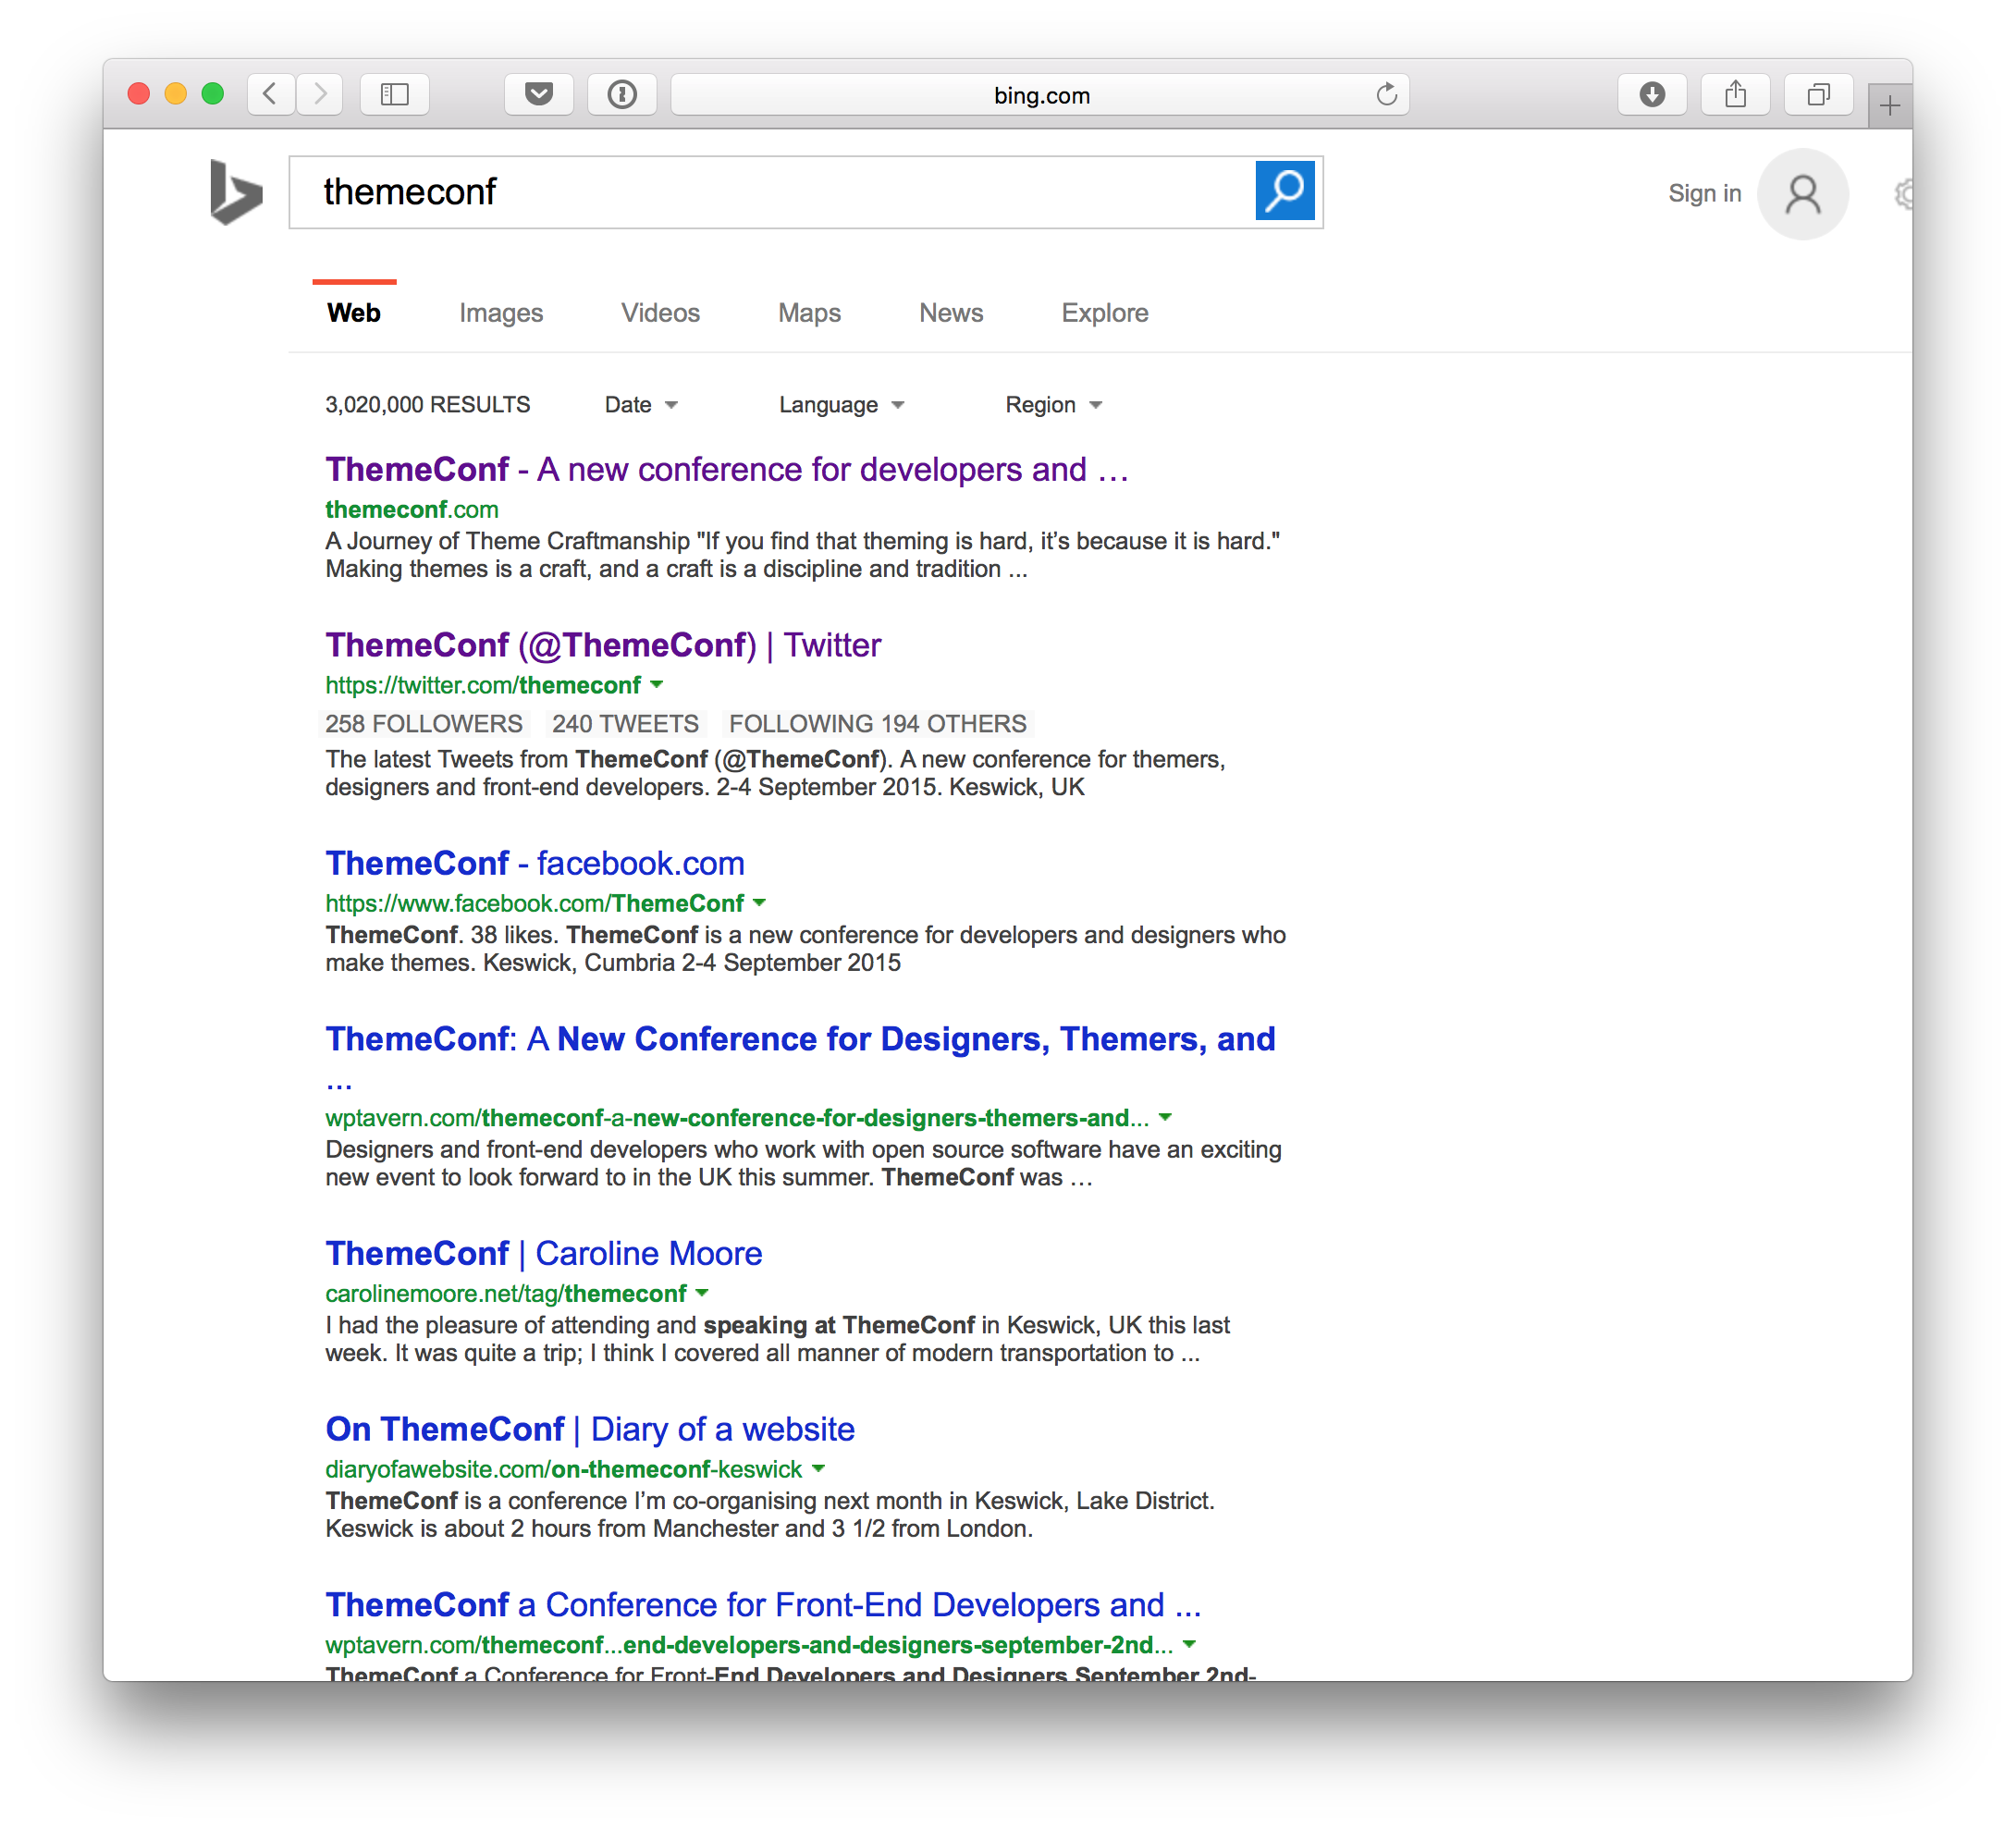 bing.com
themeconf
Sign in
Web Images Videos Maps News Explore
3,020,000 RESULTS Date Language Region
ThemeConf - A new conference for developers and …
themeconf.com
A Journey of Theme Craftmanship "If you find that theming is hard, it’s because it is hard."
Making themes is a craft, and a craft is a discipline and tradition ...
ThemeConf (@ThemeConf) | Twitter
https://twitter.com/themeconf
258 FOLLOWERS 240 TWEETS FOLLOWING 194 OTHERS
The latest Tweets from ThemeConf (@ThemeConf). A new conference for themers,
designers and front-end developers. 2-4 September 2015. Keswick, UK
ThemeConf - facebook.com
https://www.facebook.com/ThemeConf
ThemeConf. 38 likes. ThemeConf is a new conference for developers and designers who
make themes. Keswick, Cumbria 2-4 September 2015
ThemeConf: A New Conference for Designers, Themers, and
...
wptavern.com/themeconf-a-new-conference-for-designers-themers-and...
Designers and front-end developers who work with open source software have an exciting
new event to look forward to in the UK this summer. ThemeConf was …
ThemeConf | Caroline Moore
carolinemoore.net/tag/themeconf
I had the pleasure of attending and speaking at ThemeConf in Keswick, UK this last
week. It was quite a trip; I think I covered all manner of modern transportation to ...
On ThemeConf | Diary of a website
diaryofawebsite.com/on-themeconf-keswick
ThemeConf is a conference I’m co-organising next month in Keswick, Lake District.
Keswick is about 2 hours from Manchester and 3 1/2 from London.
ThemeConf a Conference for Front-End Developers and ...
wptavern.com/themeconf...end-developers-and-designers-september-2nd...
ThemeConf a Conference for Front-End Developers and Designers September 2nd-